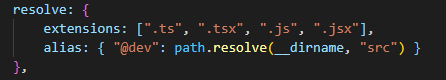 resolve: {
extensions: [".ts", ".tsx", ".js", ".jsx"],
alias: { "@dev": path.resolve(__dirname, "src") }
},